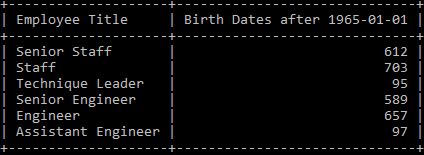 Employee Title | Birth Dates after 1965-01-01
Senior Staff | 612
Staff | 703
Technique Leader | 95
Senior Engineer | 589
Engineer | 657
Assistant Engineer | 97